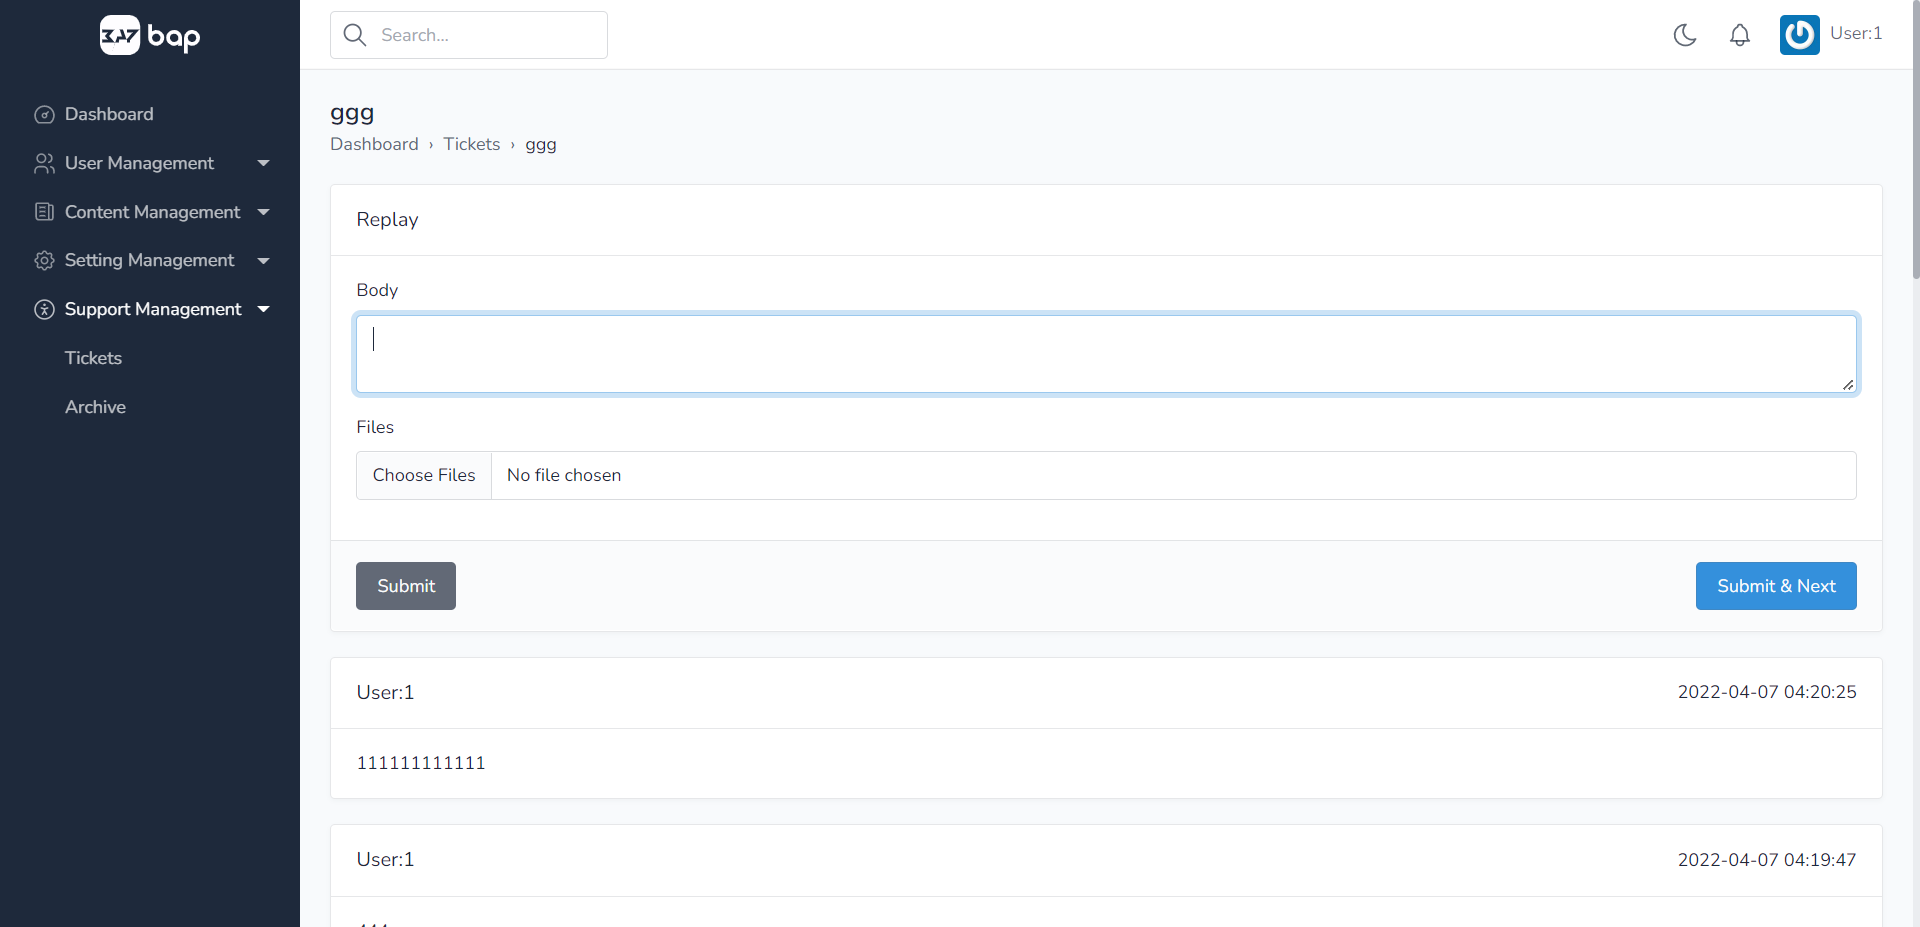 bap
Search...
User:1
Dashboard
User Management
Content Management
Setting Management
Support Management
Tickets
Archive
ggg
Dashboard › Tickets › ggg
Replay
Body
Files
Choose Files No file chosen
Submit
Submit & Next
User:1 2022-04-07 04:20:25
111111111111
User:1 2022-04-07 04:19:47